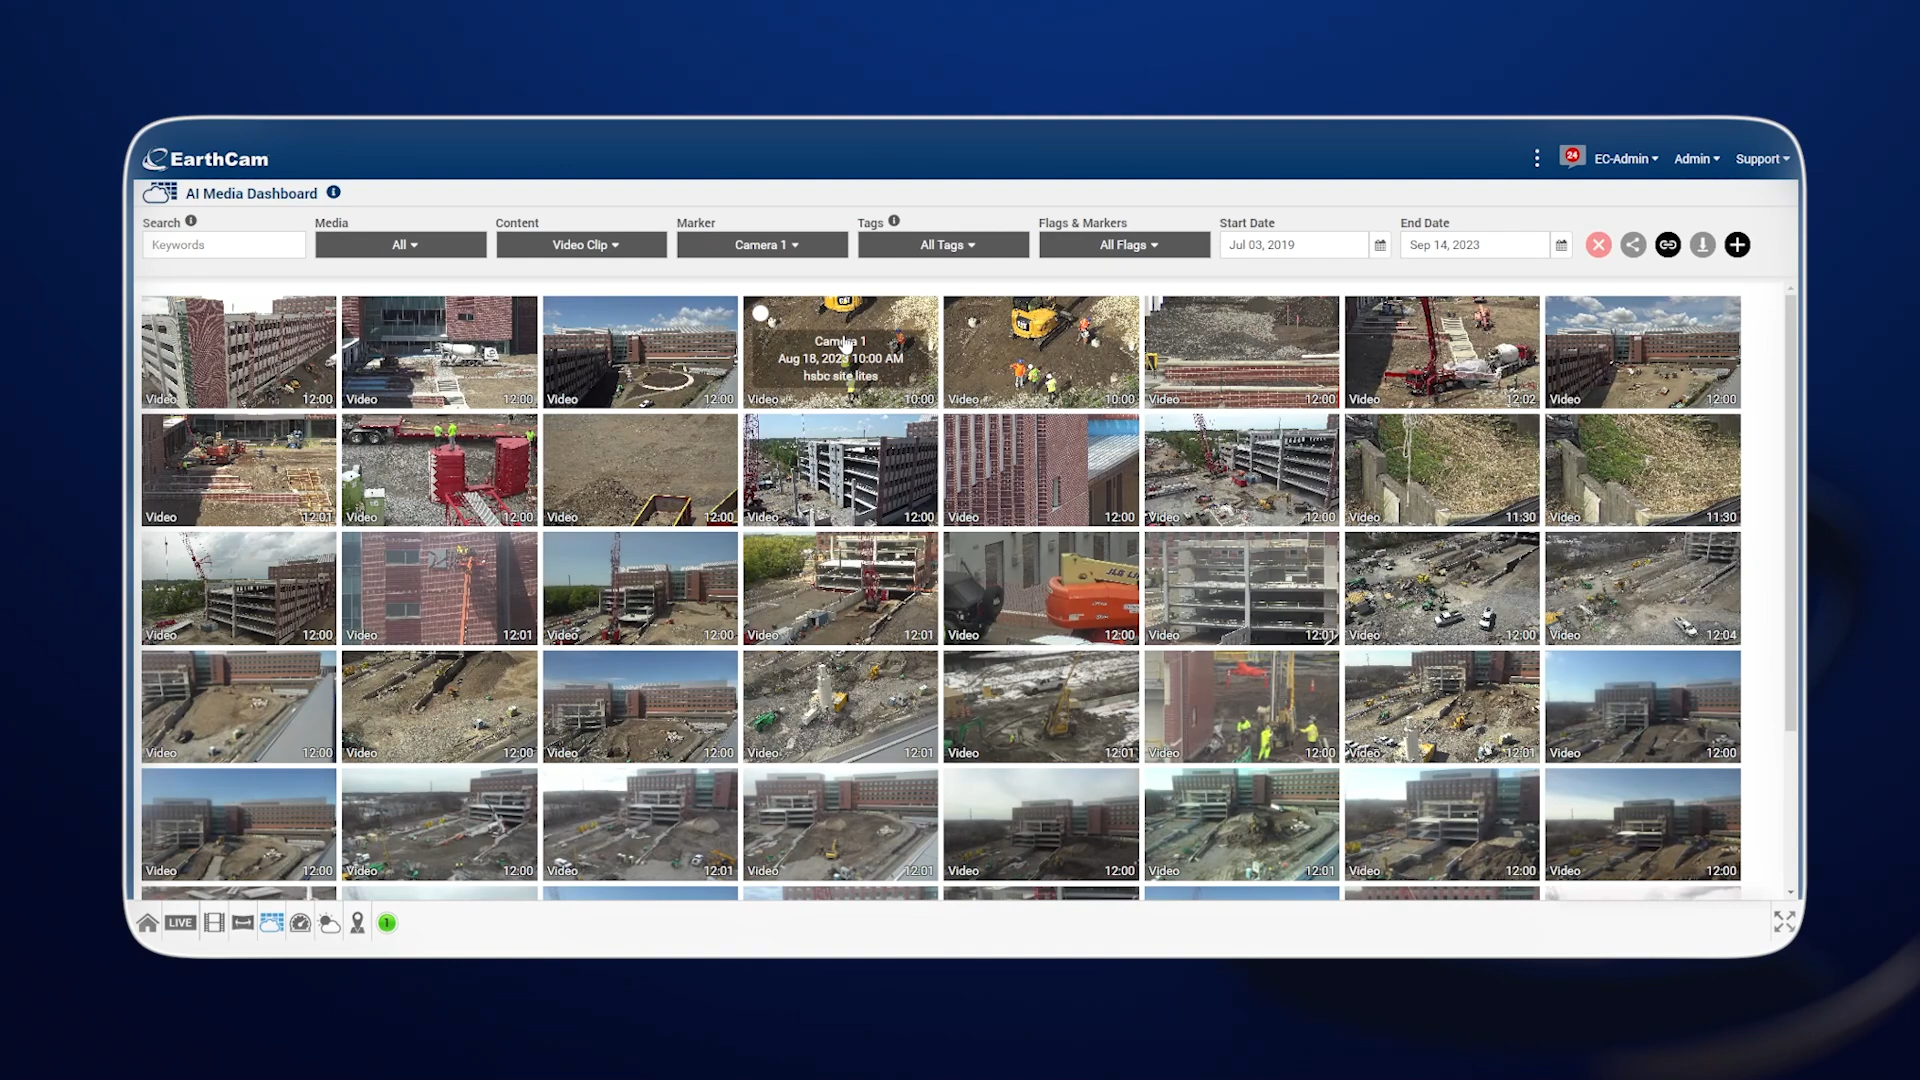 EarthCam
24 EC-Admin Admin Support
AI Media Dashboard i
Search i Media Content Marker Tags i Flags & Markers Start Date End Date
Keywords All Video Clip Camera 1 All Tags All Flags Jul 03, 2019 Sep 14, 2023
CAT
Camera 1
Aug 18, 2023 10:00 AM
hsbc site lites
Video 12:00 Video 12:00 Video 12:00 Video 10:00 Video 10:00 Video 12:00 Video 12:02 Video 12:00
Video 12:01 Video 12:00 Video 12:00 Video 12:00 Video 12:00 Video 12:00 Video 11:30 Video 11:30
JLG
Video 12:00 Video 12:01 Video 12:00 Video 12:01 Video 12:00 Video 12:01 Video 12:00 Video 12:04
Video 12:00 Video 12:00 Video 12:00 Video 12:01 Video 12:01 Video 12:00 Video 12:01 Video 12:00
Video 12:00 Video 12:00 Video 12:01 Video 12:01 Video 12:00 Video 12:01 Video 12:00 Video 12:00
LIVE 1